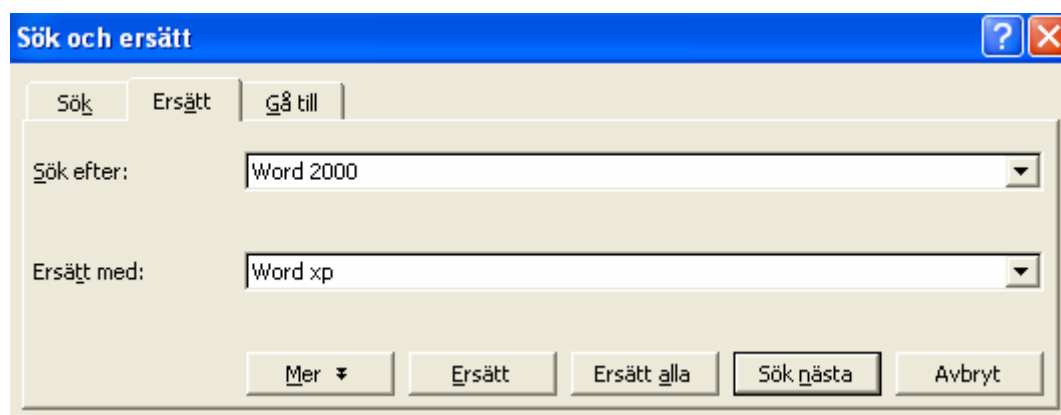 Sök och ersätt
Sök Ersätt Gå till
Sök efter: Word 2000
Ersätt med: Word xp
Mer Ersätt Ersätt alla Sök nästa Avbryt